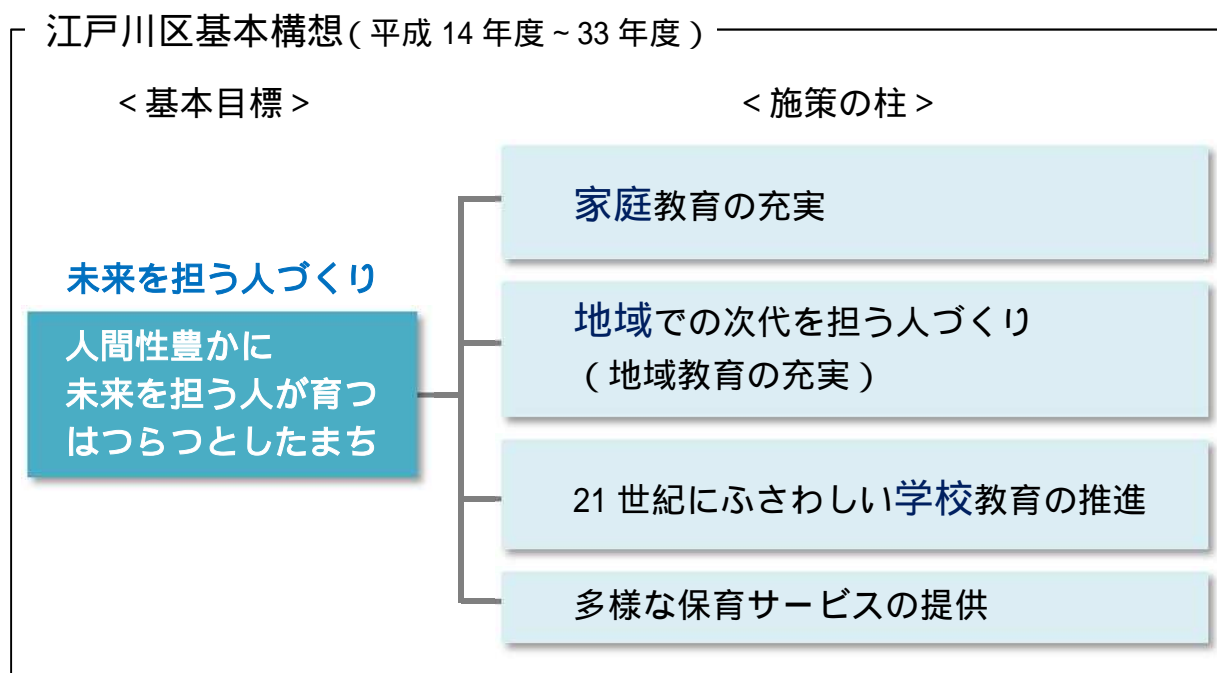 江戸川区基本構想(平成 14 年度~33 年度)
<基本目標>
<施策の柱>
未来を担う人づくり
人間性豊かに
未来を担う人が育つ
はつらつとしたまち
家庭教育の充実
地域での次代を担う人づくり
(地域教育の充実)
21 世紀にふさわしい学校教育の推進
多様な保育サービスの提供